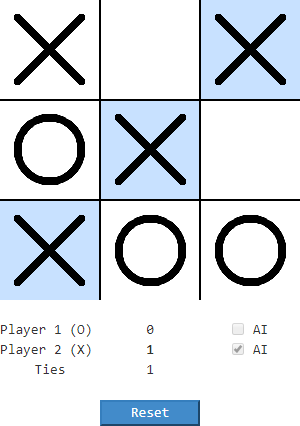 X X
O X
X O O
Player 1 (O) 0 AI
Player 2 (X) 1 AI
Ties 1
Reset